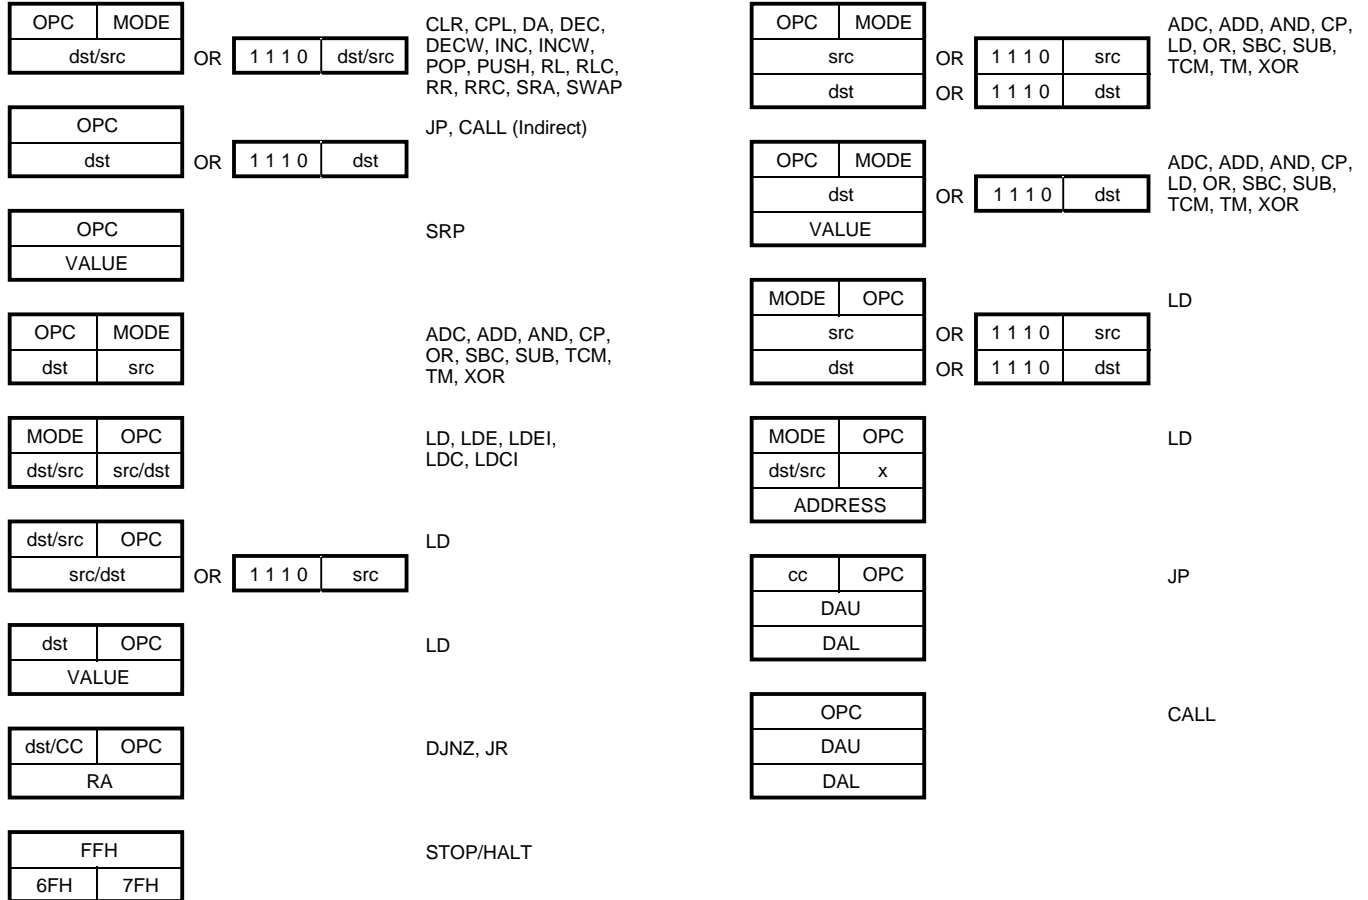 OPC MODE
dst/src OR 1 1 1 0 dst/src
CLR, CPL, DA, DEC,
DECW, INC, INCW,
POP, PUSH, RL, RLC,
RR, RRC, SRA, SWAP
OPC
dst OR 1 1 1 0 dst
JP, CALL (Indirect)
OPC
VALUE
SRP
OPC MODE
dst src
ADC, ADD, AND, CP,
OR, SBC, SUB, TCM,
TM, XOR
MODE OPC
dst/src src/dst
LD, LDE, LDEI,
LDC, LDCI
dst/src OPC
src/dst OR 1 1 1 0 src
LD
dst OPC
VALUE
LD
dst/CC OPC
RA
DJNZ, JR
FFH
6FH 7FH
STOP/HALT
OPC MODE
src OR 1 1 1 0 src
dst OR 1 1 1 0 dst
ADC, ADD, AND, CP,
LD, OR, SBC, SUB,
TCM, TM, XOR
OPC MODE
dst OR 1 1 1 0 dst
VALUE
ADC, ADD, AND, CP,
LD, OR, SBC, SUB,
TCM, TM, XOR
MODE OPC
src OR 1 1 1 0 src
dst OR 1 1 1 0 dst
LD
MODE OPC
dst/src x
ADDRESS
LD
cc OPC
DAU
DAL
JP
OPC
DAU
DAL
CALL